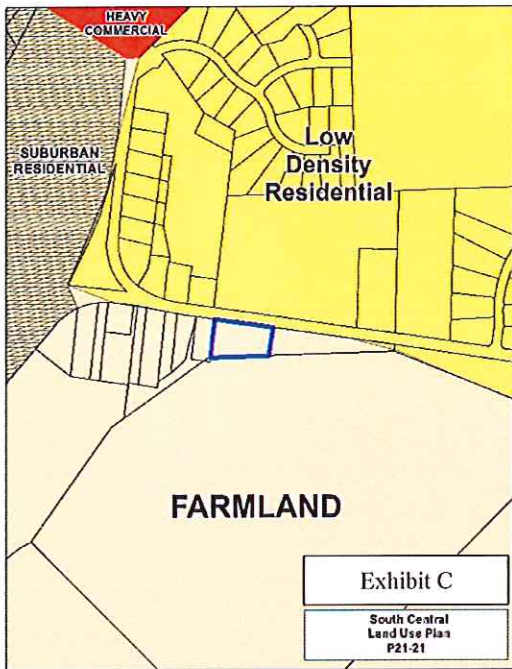 HEAVY
COMMERCIAL
SUBURBAN
RESIDENTIAL
Low
Density
Residential
FARMLAND
Exhibit C
South Central
Land Use Plan
P21-21